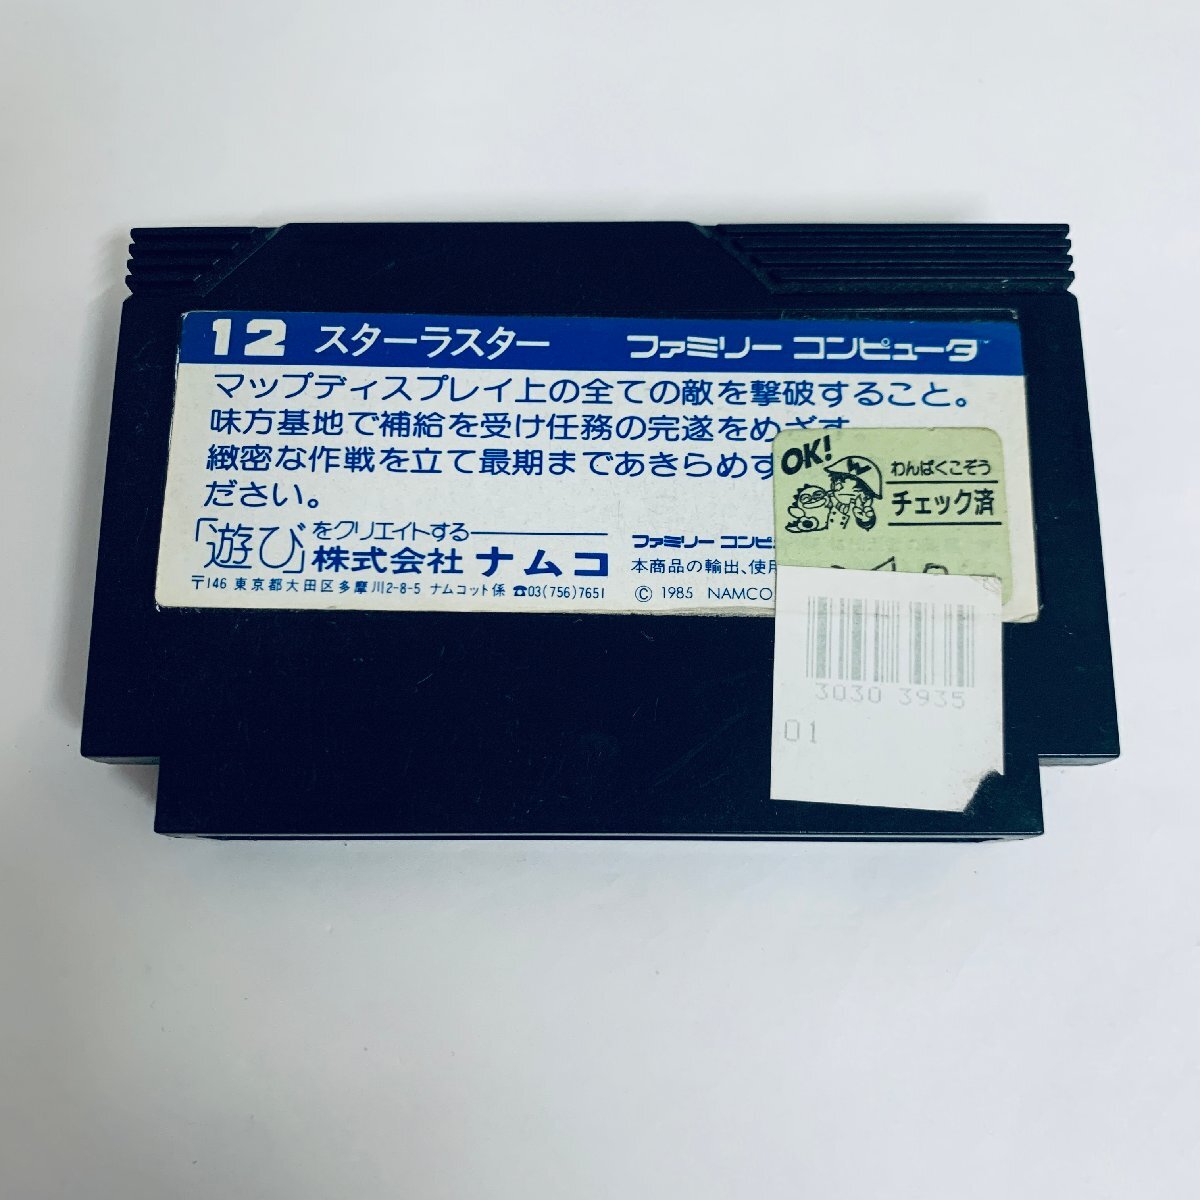 12 スターラスター ファミリー コンピュータ™
マップディスプレイ上の全ての敵を撃破すること。
味方基地で補給を受け任務の完遂をめざす
緻密な作戦を立て最期まであきらめず
ださい。
「遊び」をクリエイトする
株式会社 ナムコ
〒146 東京都大田区多摩川2-8-5 ナムコット係 ☎03(756)7651
ファミリー コンピ
本商品の輸出、使用
© 1985 NAMCO
OK!
わんぱくこぞう
チェック済
3030 3935
01